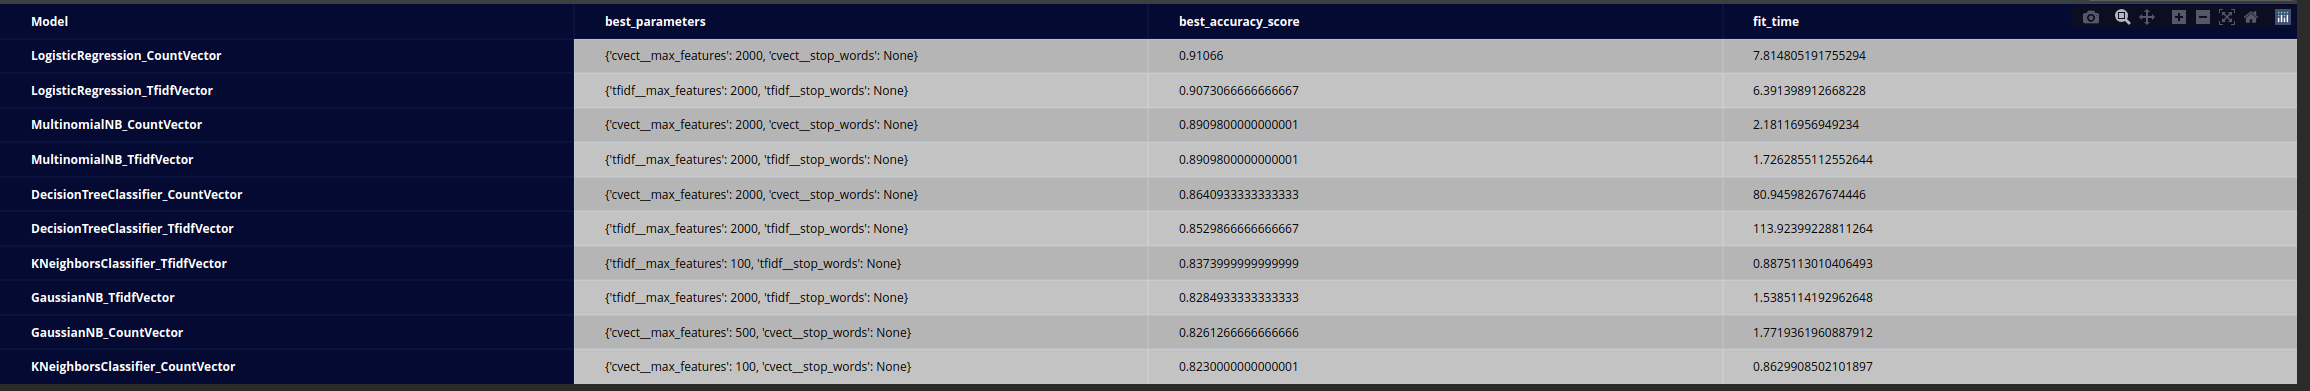 Model best_parameters best_accuracy_score fit_time
LogisticRegression_CountVector {'cvect__max_features': 2000, 'cvect__stop_words': None} 0.91066 7.814805191755294
LogisticRegression_TfidfVector {'tfidf__max_features': 2000, 'tfidf__stop_words': None} 0.9073066666666667 6.391398912668228
MultinomialNB_CountVector {'cvect__max_features': 2000, 'cvect__stop_words': None} 0.8909800000000001 2.18116956949234
MultinomialNB_TfidfVector {'tfidf__max_features': 2000, 'tfidf__stop_words': None} 0.8909800000000001 1.7262855112552644
DecisionTreeClassifier_CountVector {'cvect__max_features': 2000, 'cvect__stop_words': None} 0.8640933333333333 80.94598267674446
DecisionTreeClassifier_TfidfVector {'tfidf__max_features': 2000, 'tfidf__stop_words': None} 0.8529866666666667 113.92399228811264
KNeighborsClassifier_TfidfVector {'tfidf__max_features': 100, 'tfidf__stop_words': None} 0.8373999999999999 0.8875113010406493
GaussianNB_TfidfVector {'tfidf__max_features': 2000, 'tfidf__stop_words': None} 0.8284933333333333 1.5385114192962648
GaussianNB_CountVector {'cvect__max_features': 500, 'cvect__stop_words': None} 0.8261266666666666 1.7719361960887912
KNeighborsClassifier_CountVector {'cvect__max_features': 100, 'cvect__stop_words': None} 0.8230000000000001 0.8629908502101897